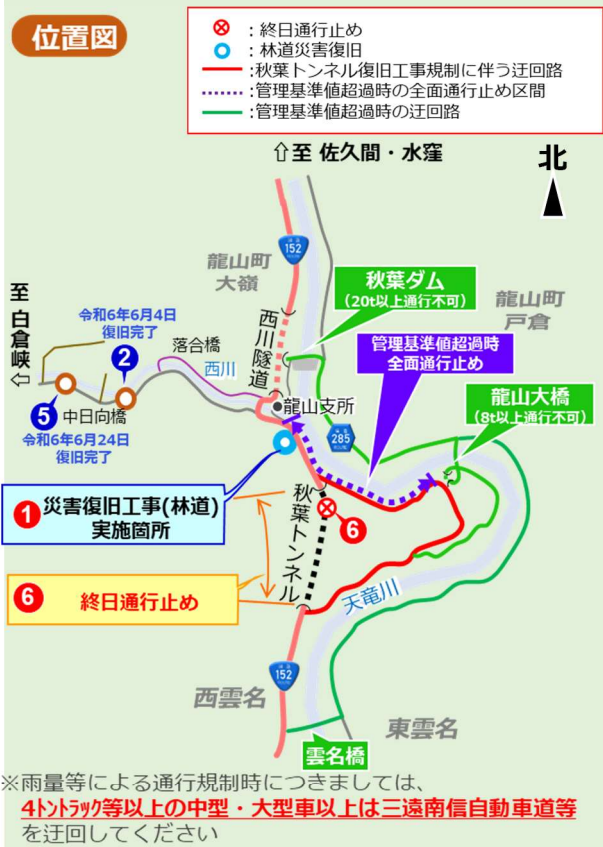 位置図
:終日通行止め
:林道災害復旧
:秋葉トンネル復旧工事規制に伴う迂回路
:管理基準値超過時の全面通行止め区間
:管理基準値超過時の迂回路
⇧至 佐久間・水窪
北
152
龍山町
大嶺
秋葉ダム
(20t以上通行不可)
龍山町
戸倉
至 白倉峡
⇦
令和6年6月4日
復旧完了
落合橋
西川
西川隧道
管理基準値超過時
全面通行止め
2
龍山支所
龍山大橋
(8t以上通行不可)
5
中日向橋
285
令和6年6月24日
復旧完了
1 災害復旧工事(林道)
実施箇所
秋葉トンネル
6
6 終日通行止め
天竜川
152
西雲名
東雲名
雲名橋
※雨量等による通行規制時につきましては、
4トントラック等以上の中型・大型車以上は三遠南信自動車道等
を迂回してください